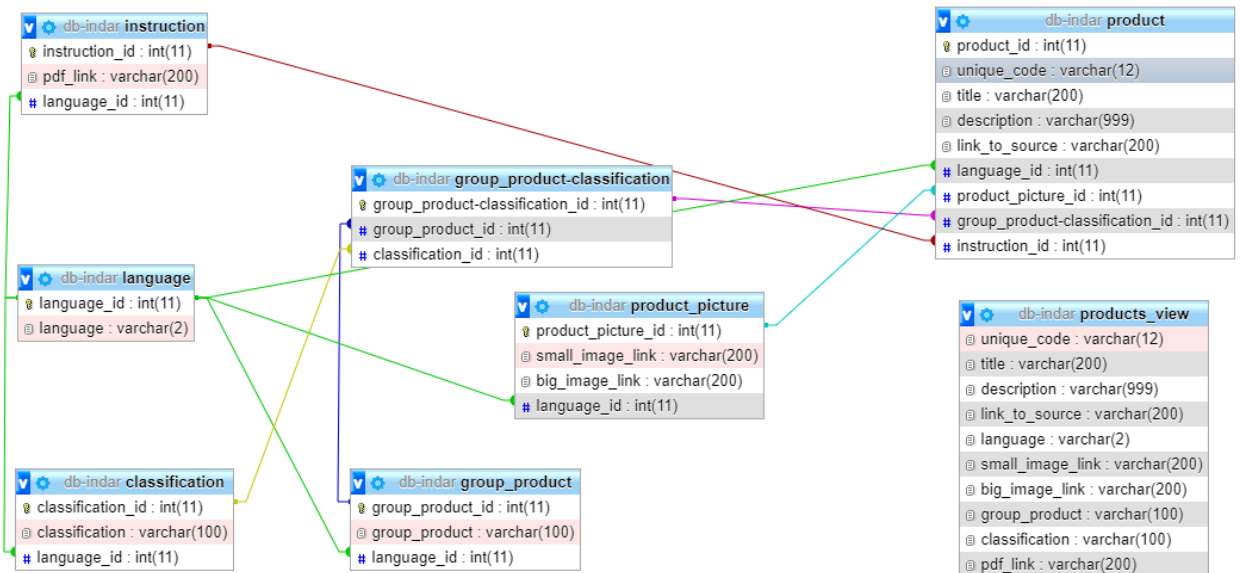 db-indar instruction
instruction_id : int(11)
pdf_link : varchar(200)
# language_id : int(11)
db-indar product
product_id : int(11)
unique_code : varchar(12)
title : varchar(200)
description : varchar(999)
link_to_source : varchar(200)
# language_id : int(11)
# product_picture_id : int(11)
# group_product-classification_id : int(11)
# instruction_id : int(11)
db-indar group_product-classification
group_product-classification_id : int(11)
# group_product_id : int(11)
# classification_id : int(11)
db-indar language
language_id : int(11)
language : varchar(2)
db-indar product_picture
product_picture_id : int(11)
small_image_link : varchar(200)
big_image_link : varchar(200)
# language_id : int(11)
db-indar products_view
unique_code : varchar(12)
title : varchar(200)
description : varchar(999)
link_to_source : varchar(200)
language : varchar(2)
small_image_link : varchar(200)
big_image_link : varchar(200)
group_product : varchar(100)
classification : varchar(100)
pdf_link : varchar(200)
db-indar classification
classification_id : int(11)
classification : varchar(100)
# language_id : int(11)
db-indar group_product
group_product_id : int(11)
group_product : varchar(100)
# language_id : int(11)